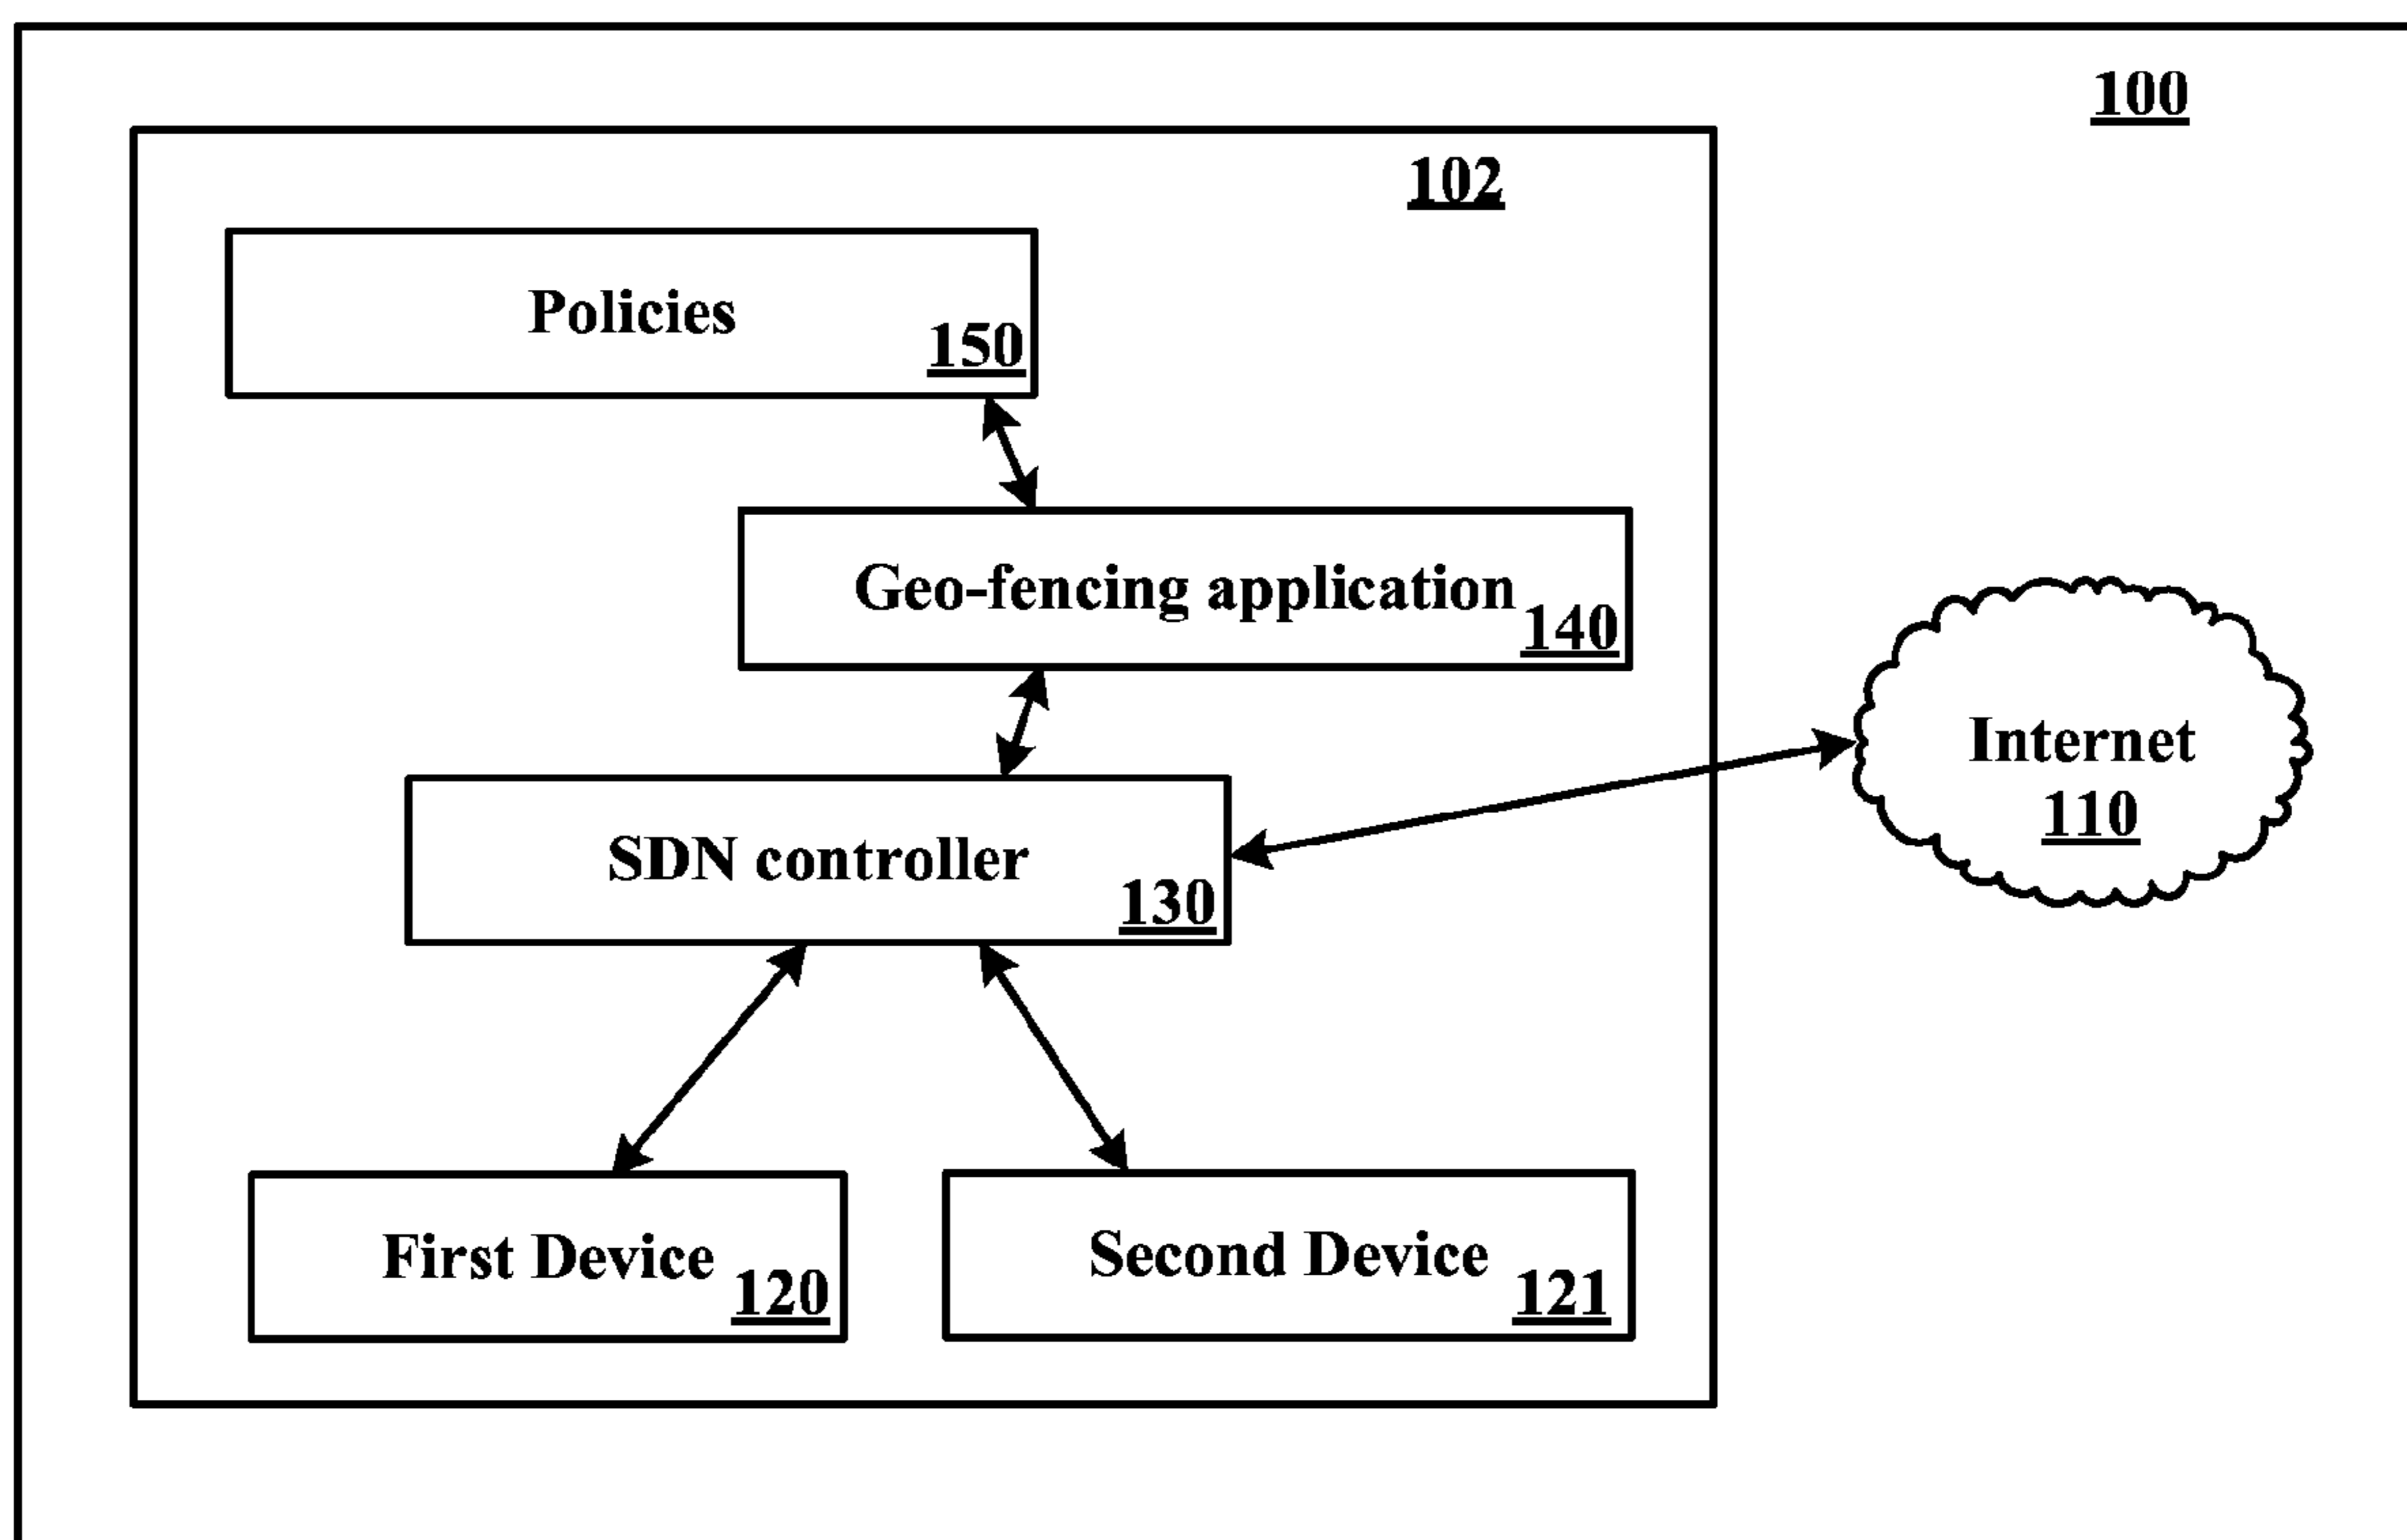 100
102
Policies
150
Geo-fencing application
140
Internet
110
SDN controller
130
First Device
120
Second Device
121